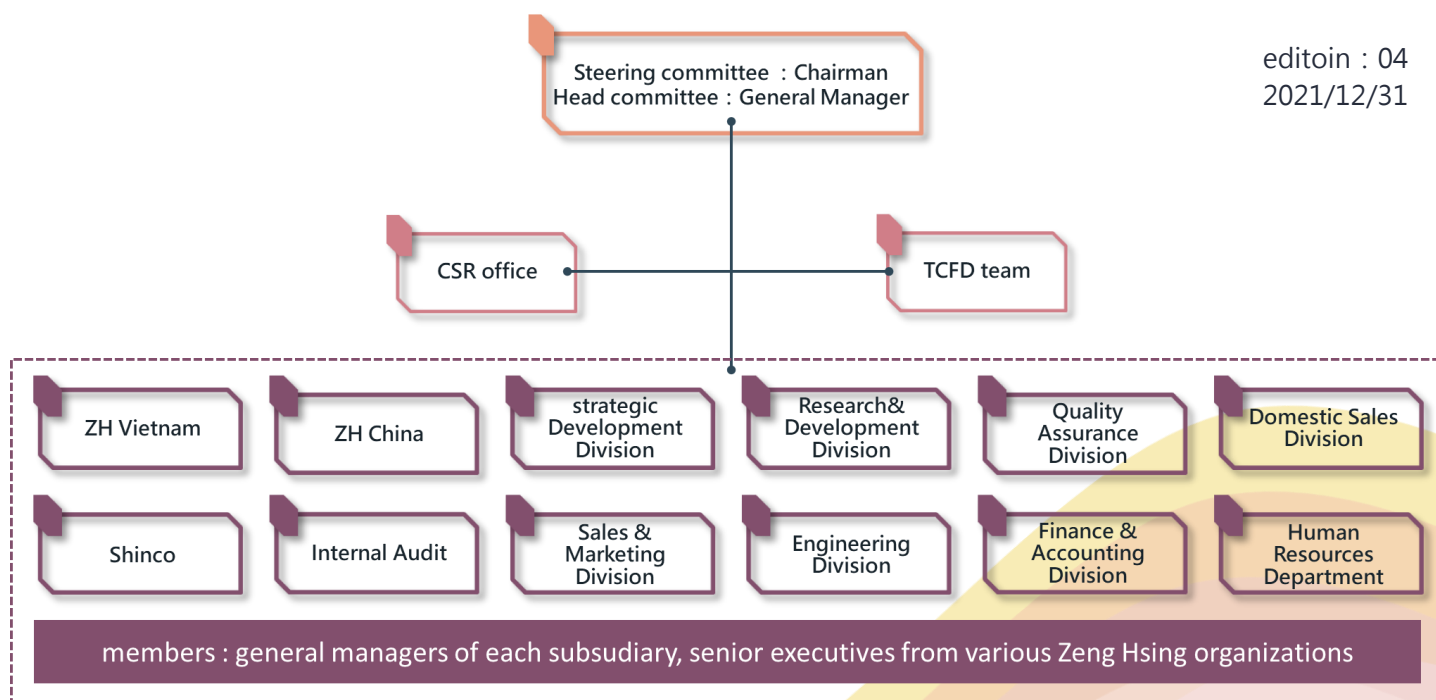 Steering committee : Chairman
Head committee : General Manager
editoin : 04
2021/12/31
CSR office
TCFD team
ZH Vietnam
ZH China
strategic
Development
Division
Research&
Development
Division
Quality
Assurance
Division
Domestic Sales
Division
Shinco
Internal Audit
Sales &
Marketing
Division
Engineering
Division
Finance &
Accounting
Division
Human
Resources
Department
members : general managers of each subsudiary, senior executives from various Zeng Hsing organizations